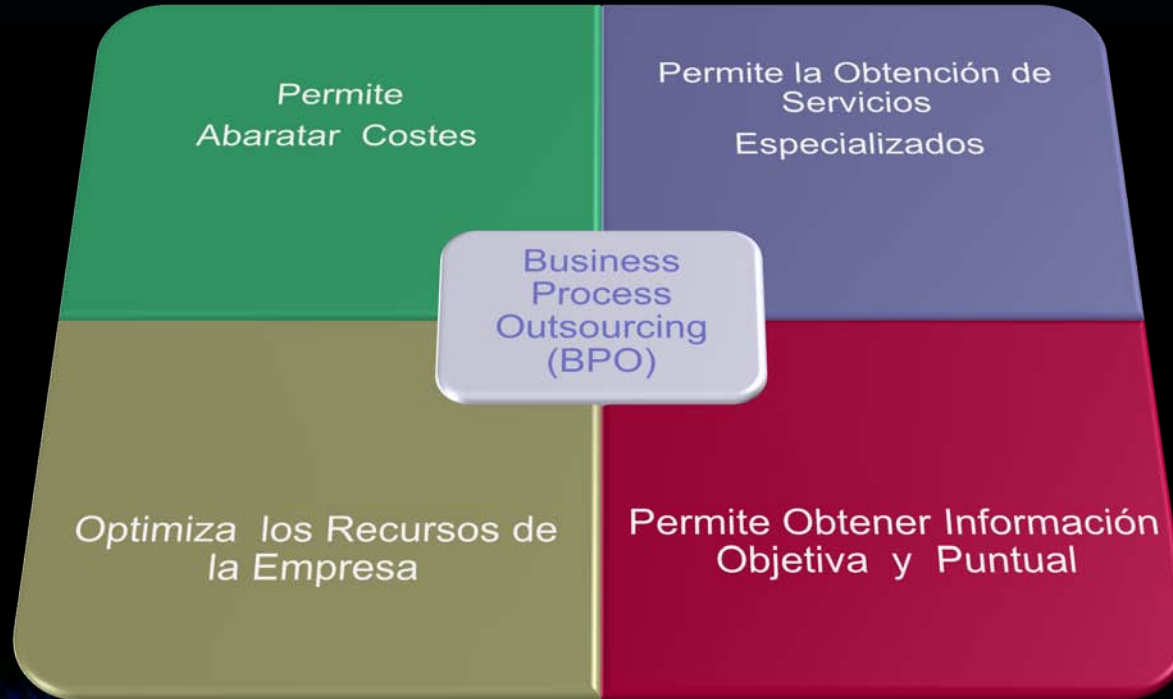 Permite
Abaratar Costes
Permite la Obtención de
Servicios
Especializados
Business
Process
Outsourcing
(BPO)
Optimiza los Recursos de
la Empresa
Permite Obtener Información
Objetiva y Puntual